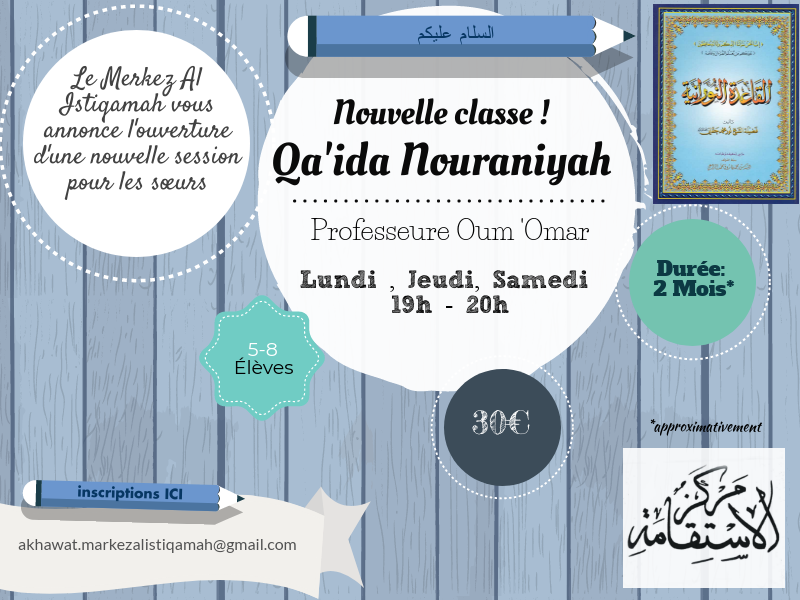 السلام عليكم
Le Merkez Al
Istiqamah vous
annonce l'ouverture
d'une nouvelle session
pour les sœurs
Nouvelle classe !
Qa'ida Nouraniyah
Professeure Oum 'Omar
Lundi , Jeudi, Samedi
19h - 20h
القاعدة النورانية
Durée:
2 Mois*
5-8
Élèves
30€
*approximativement
inscriptions ICI
akhawat.markezalistiqamah@gmail.com
مركز
الاستقامة